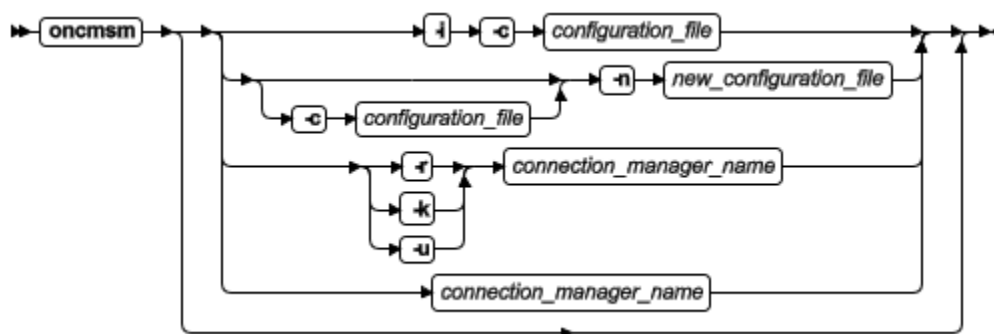 oncmsm -i -c configuration_file
-n new_configuration_file
-c configuration_file
-r connection_manager_name
-k
-u
connection_manager_name